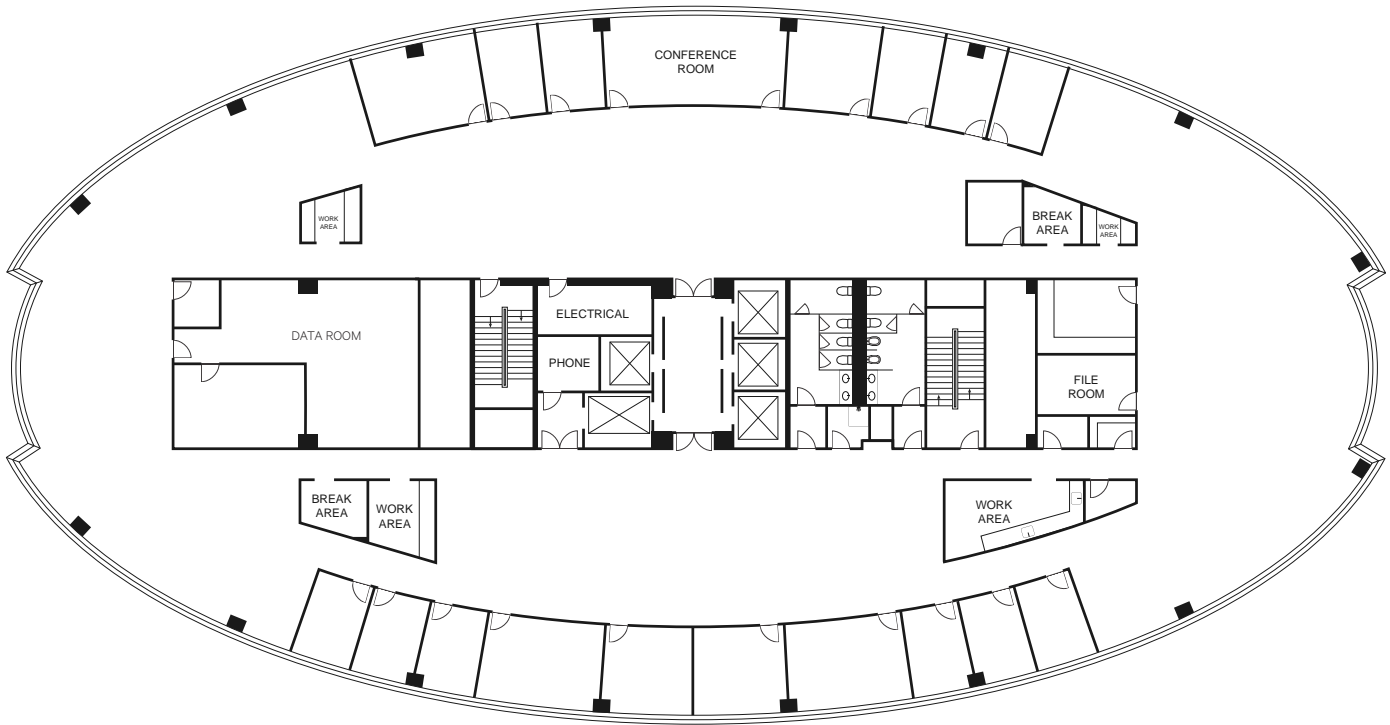 CONFERENCE
ROOM
WORK
AREA
BREAK
AREA
WORK
AREA
DATA ROOM
ELECTRICAL
PHONE
FILE
ROOM
BREAK
AREA
WORK
AREA
WORK
AREA